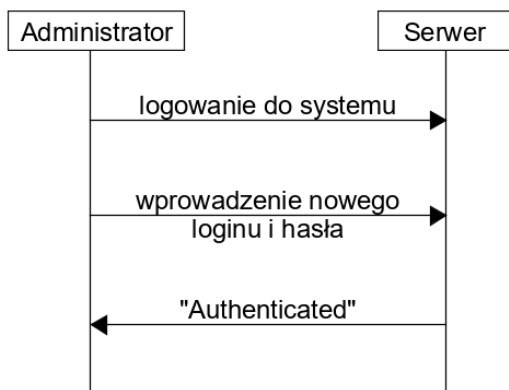 Administrator
Serwer
logowanie do systemu
wprowadzenie nowego
loginu i hasła
"Authenticated"